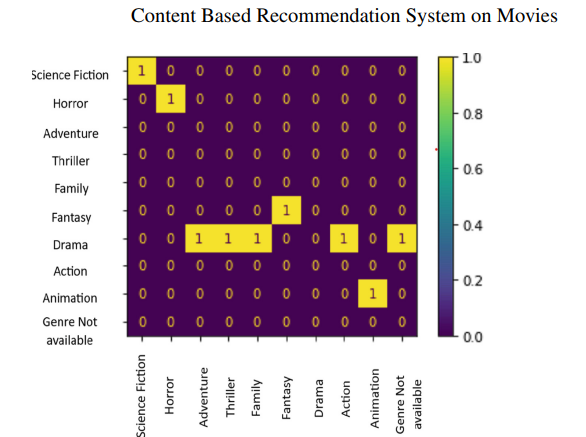 Content Based Recommendation System on Movies
Science Fiction 1 0 0 0 0 0 0 0 0 0
Horror 0 1 0 0 0 0 0 0 0 0
Adventure 0 0 0 0 0 0 0 0 0 0
Thriller 0 0 0 0 0 0 0 0 0 0
Family 0 0 0 0 0 0 0 0 0 0
Fantasy 0 0 0 0 0 1 0 0 0 0
Drama 0 0 1 1 1 0 0 1 0 1
Action 0 0 0 0 0 0 0 0 0 0
Animation 0 0 0 0 0 0 0 0 1 0
Genre Not 0 0 0 0 0 0 0 0 0 0
available
1.0
0.8
0.6
0.4
0.2
0.0
Science Fiction
Horror
Adventure
Thriller
Family
Fantasy
Drama
Action
Animation
Genre Not
available